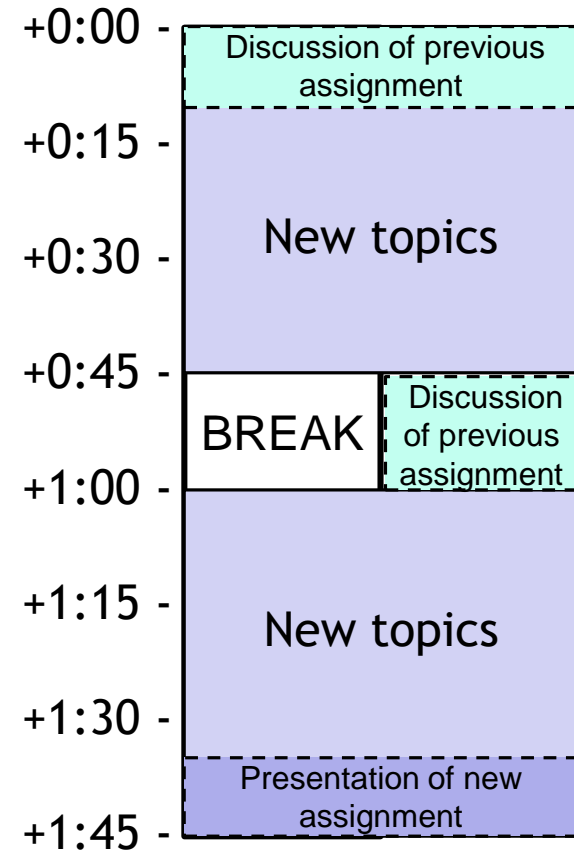 +0:00 -
Discussion of previous
assignment
+0:15 -
New topics
+0:30 -
+0:45 -
BREAK
Discussion
of previous
assignment
+1:00 -
+1:15 -
New topics
+1:30 -
Presentation of new
assignment
+1:45 -